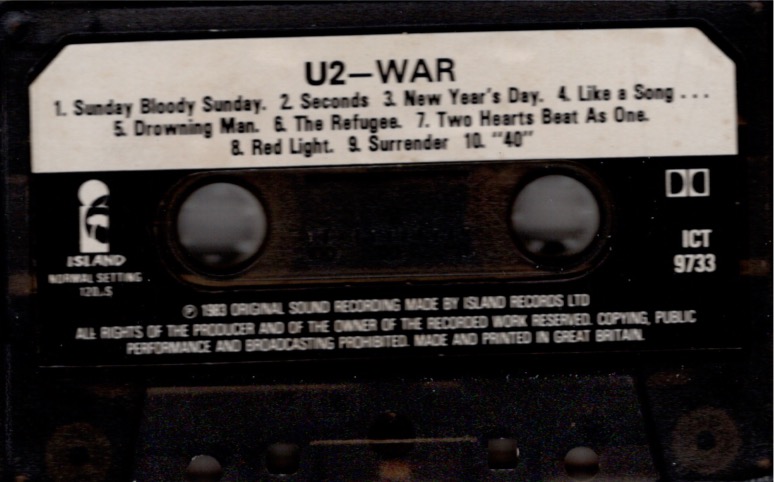 U2–WAR
1. Sunday Bloody Sunday. 2. Seconds 3. New Year's Day. 4. Like a Song . . .
5. Drowning Man. 6. The Refugee. 7. Two Hearts Beat As One.
8. Red Light. 9. Surrender 10. "40"
ISLAND
NORMAL SETTING
120µS
ICT
9733
℗ 1983 ORIGINAL SOUND RECORDING MADE BY ISLAND RECORDS LTD
ALL RIGHTS OF THE PRODUCER AND OF THE OWNER OF THE RECORDED WORK RESERVED. COPYING, PUBLIC
PERFORMANCE AND BROADCASTING PROHIBITED. MADE AND PRINTED IN GREAT BRITAIN.